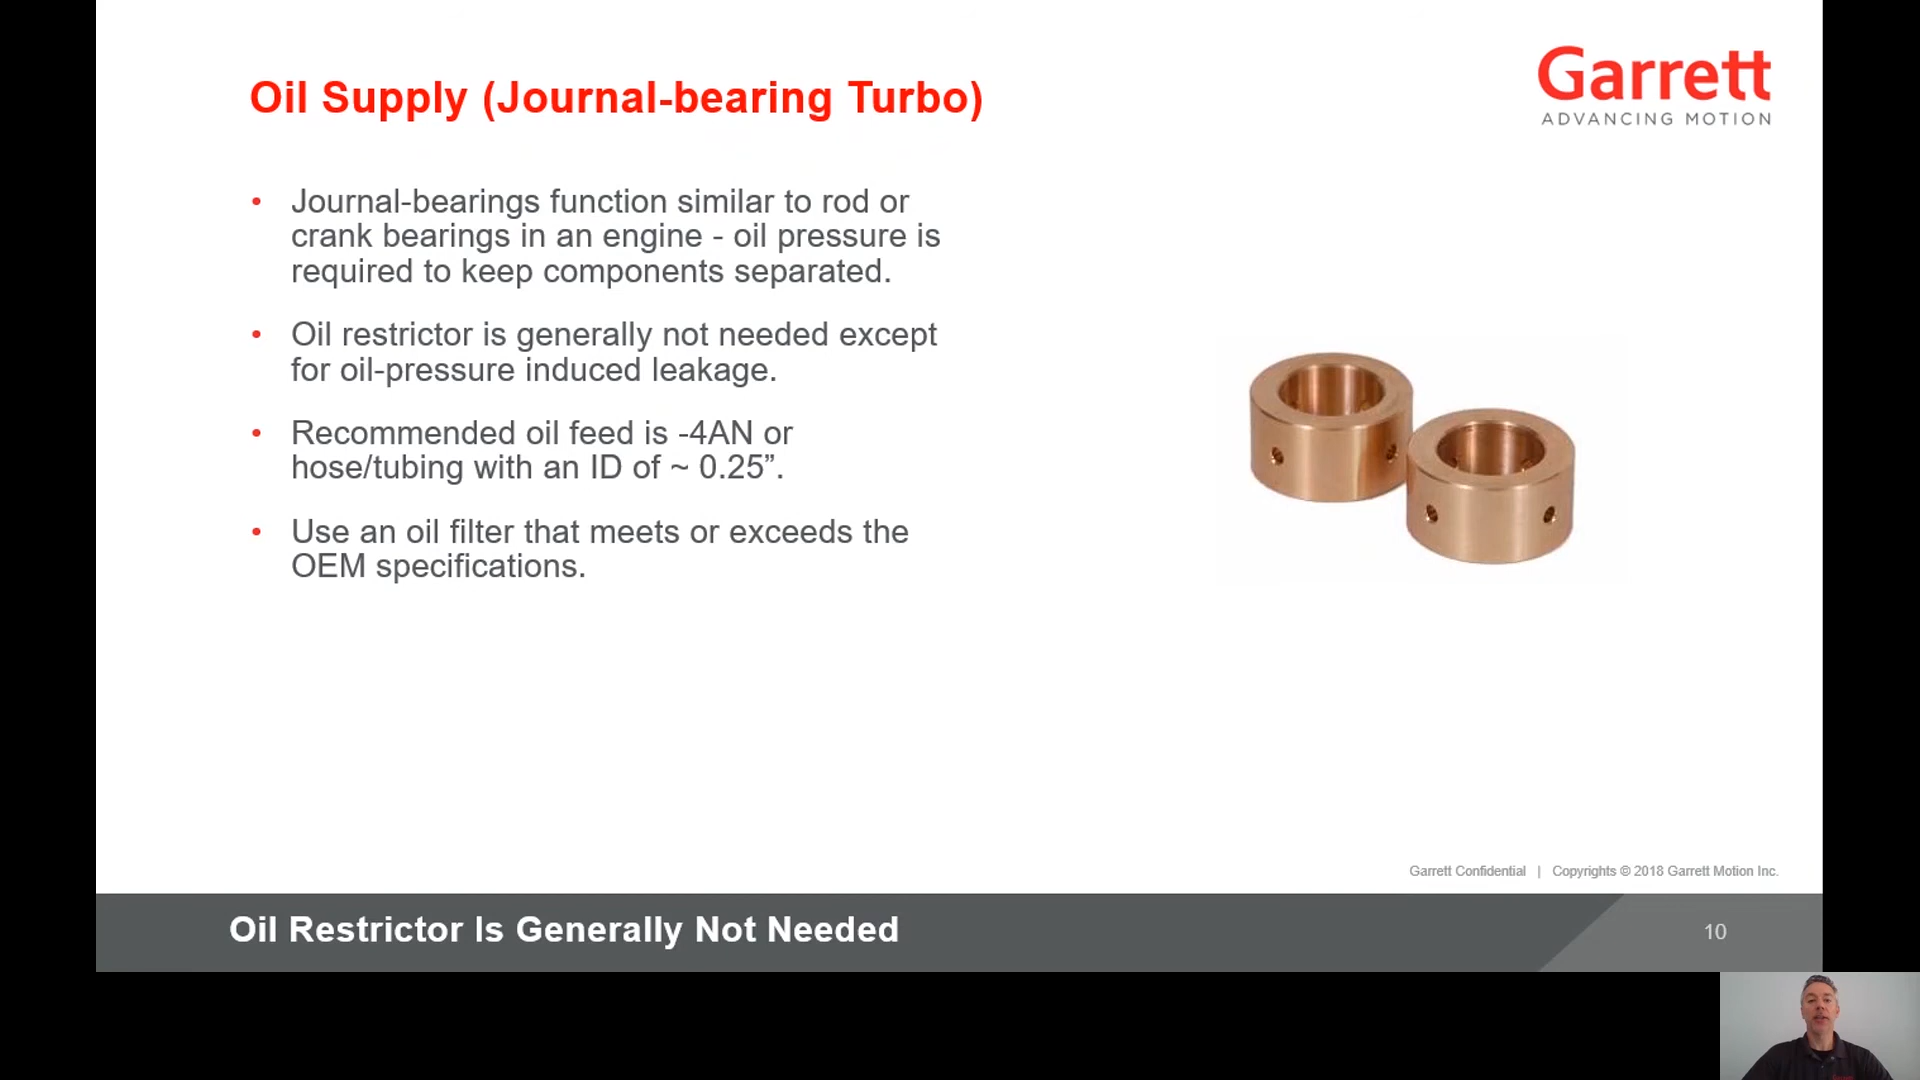 Garrett
ADVANCING MOTION
Oil Supply (Journal-bearing Turbo)
• Journal-bearings function similar to rod or
crank bearings in an engine - oil pressure is
required to keep components separated.
• Oil restrictor is generally not needed except
for oil-pressure induced leakage.
• Recommended oil feed is -4AN or
hose/tubing with an ID of ~ 0.25”.
• Use an oil filter that meets or exceeds the
OEM specifications.
Garrett Confidential | Copyrights © 2018 Garrett Motion Inc.
Oil Restrictor Is Generally Not Needed
10